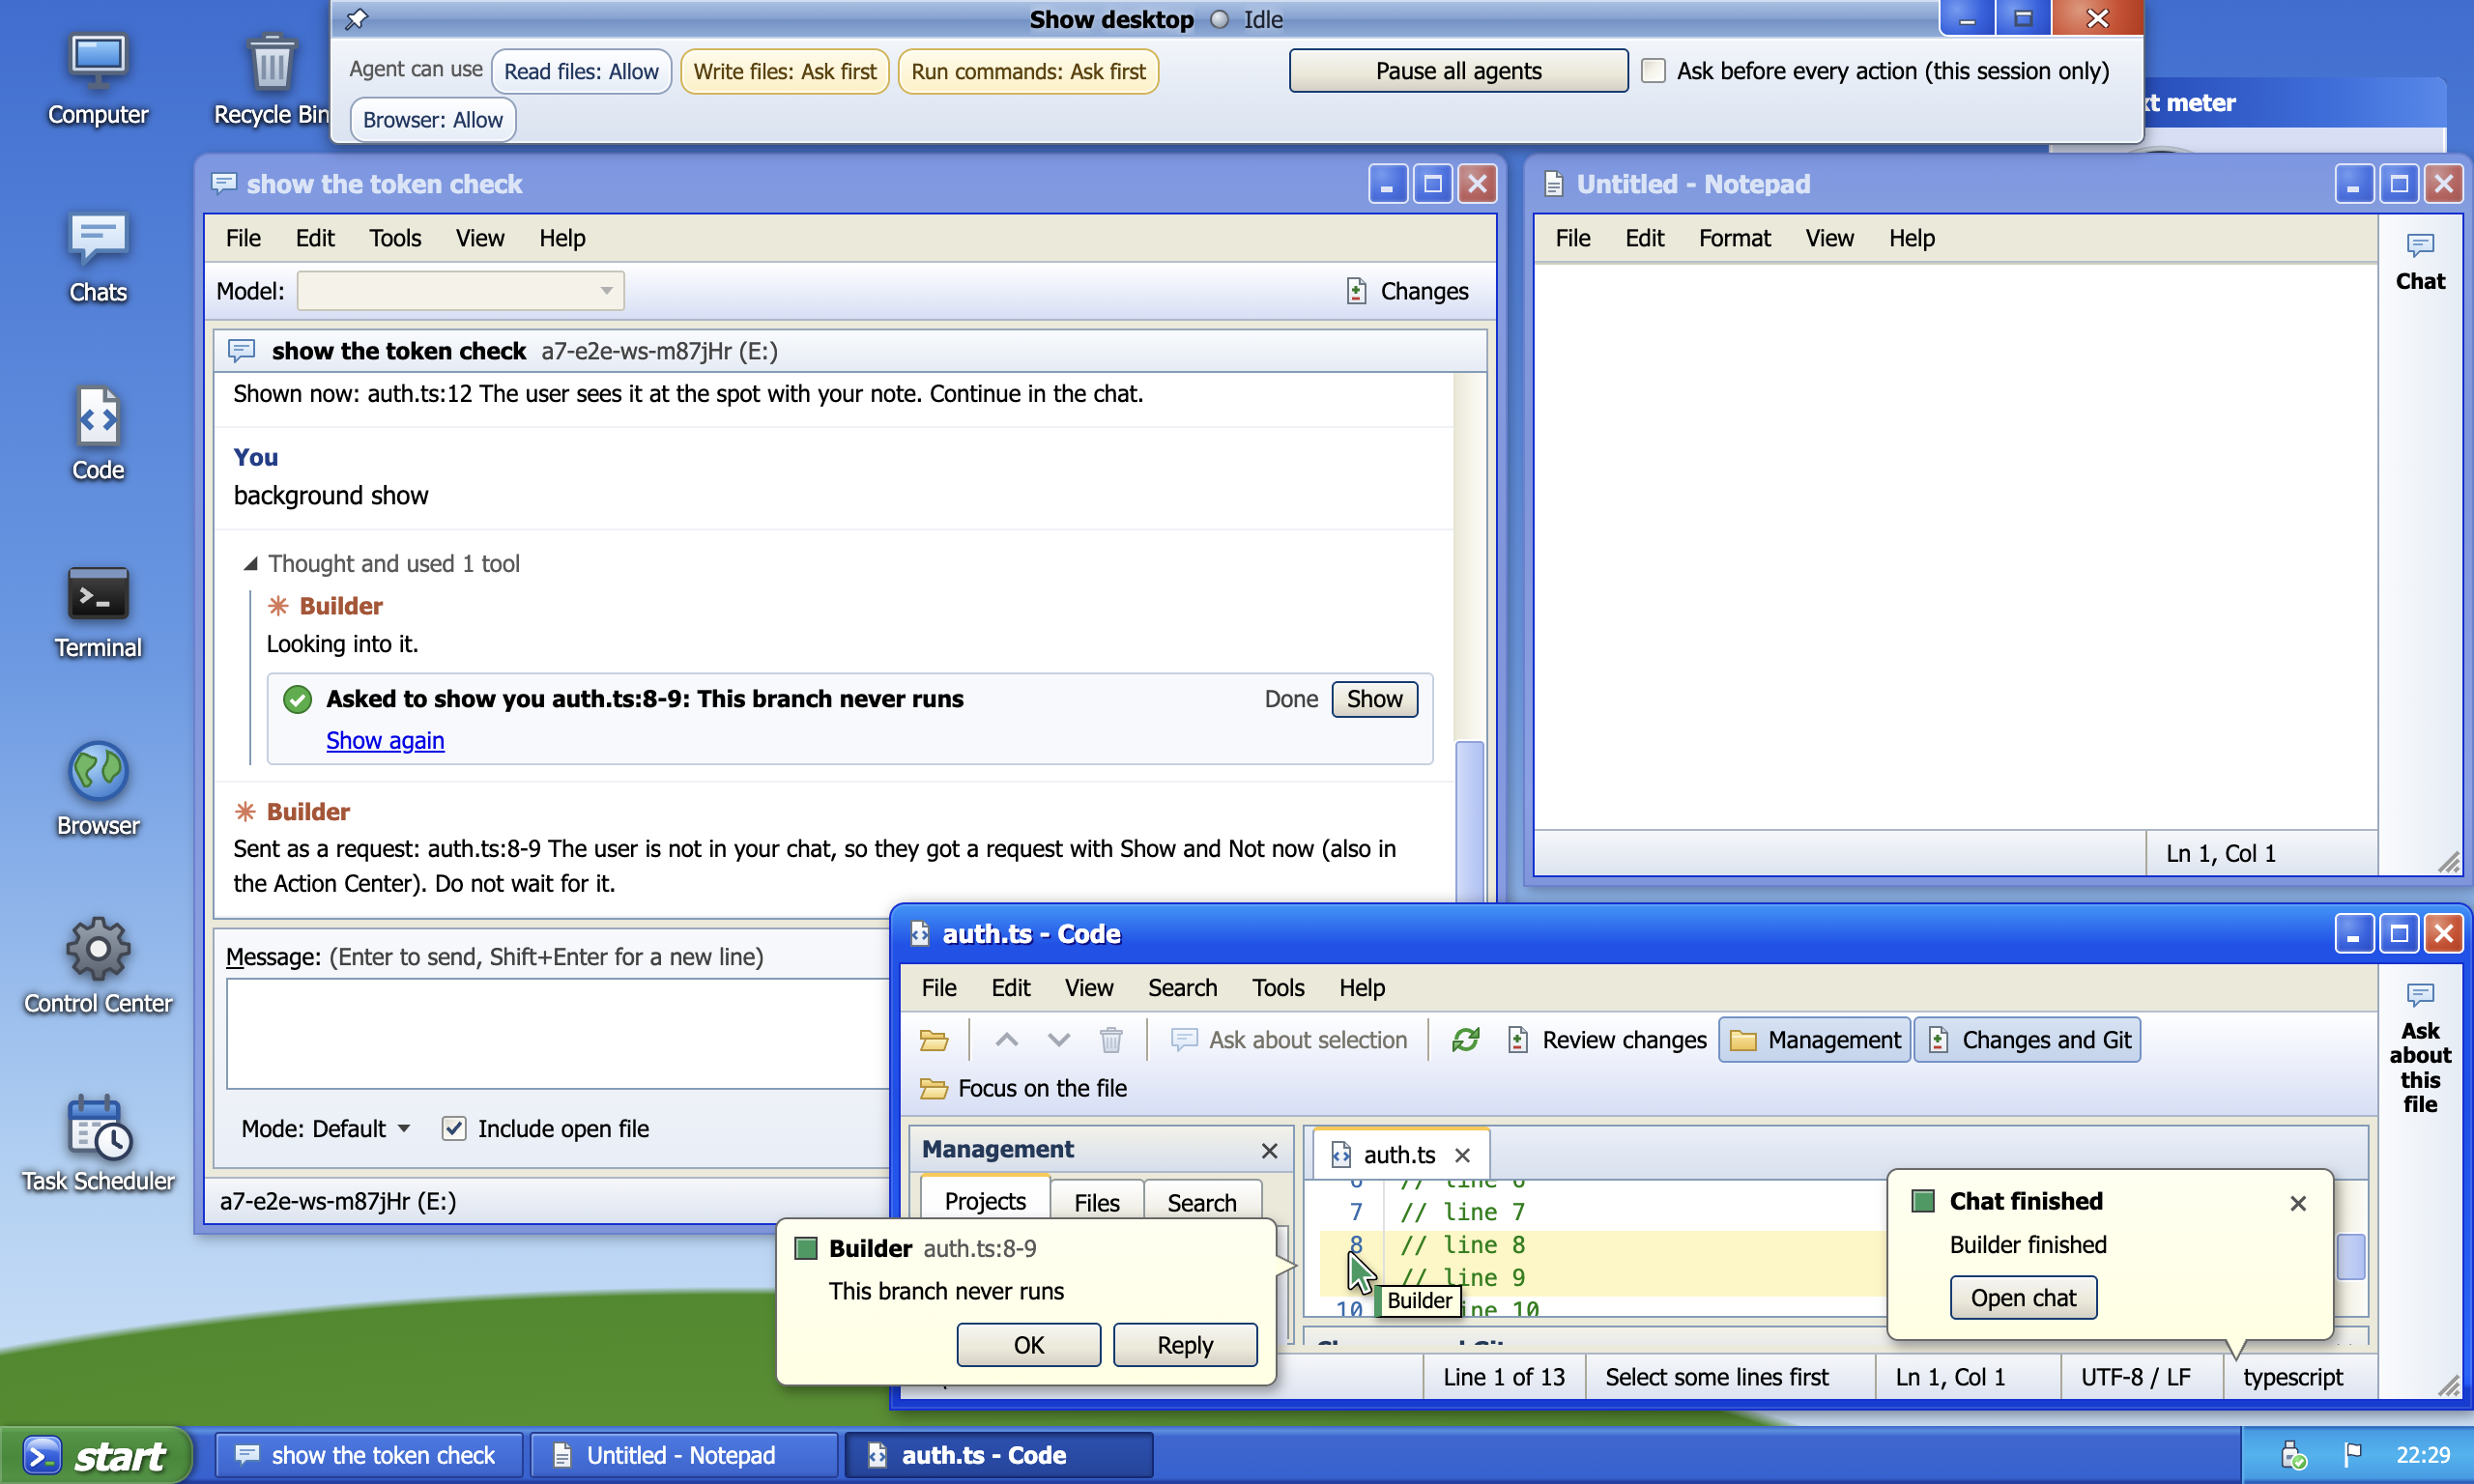 Show desktop Idle
Agent can use Read files: Allow Write files: Ask first Run commands: Ask first
Browser: Allow
Pause all agents Ask before every action (this session only)
xt meter
Computer
Recycle Bin
Chats
Code
Terminal
Browser
Control Center
Task Scheduler
show the token check
File Edit Tools View Help
Model: Changes
show the token check a7-e2e-ws-m87jHr (E:)
Shown now: auth.ts:12 The user sees it at the spot with your note. Continue in the chat.
You
background show
Thought and used 1 tool
Builder
Looking into it.
Asked to show you auth.ts:8-9: This branch never runs Done Show
Show again
Builder
Sent as a request: auth.ts:8-9 The user is not in your chat, so they got a request with Show and Not now (also in
the Action Center). Do not wait for it.
Message: (Enter to send, Shift+Enter for a new line)
Mode: Default Include open file
a7-e2e-ws-m87jHr (E:)
Untitled - Notepad
File Edit Format View Help
Chat
Ln 1, Col 1
auth.ts - Code
File Edit View Search Tools Help
Ask about selection Review changes Management Changes and Git
Focus on the file
Ask
about
this
file
Management
Projects Files Search
auth.ts
6 // line 6
7 // line 7
8 // line 8
// line 9
10 ine 10
Builder
Builder auth.ts:8-9
This branch never runs
OK Reply
Chat finished
Builder finished
Open chat
Line 1 of 13 Select some lines first Ln 1, Col 1 UTF-8 / LF typescript
start show the token check Untitled - Notepad auth.ts - Code 22:29